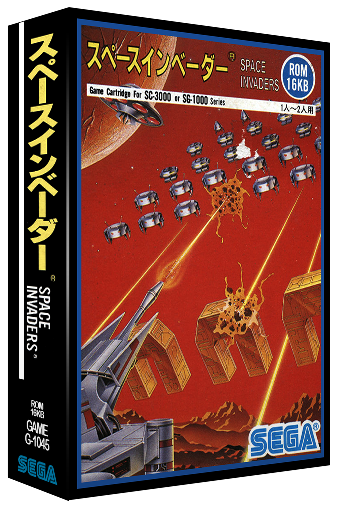 スペースインベーダー®
SPACE
INVADERS
ROM
16KB
Game Cartridge For SC-3000 or SG-1000 Series
1人〜2人用
SEGA®
スペースインベーダー®
SPACE
INVADERS®
ROM
16KB
GAME
G-1045
SEGA